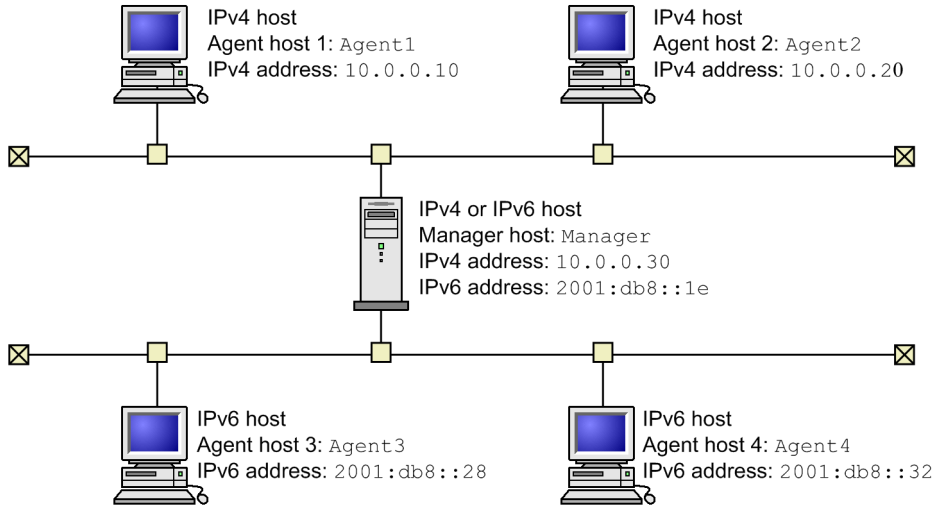 IPv4 host
Agent host 1: Agent1
IPv4 address: 10.0.0.10
IPv4 host
Agent host 2: Agent2
IPv4 address: 10.0.0.20
IPv4 or IPv6 host
Manager host: Manager
IPv4 address: 10.0.0.30
IPv6 address: 2001:db8::1e
IPv6 host
Agent host 3: Agent3
IPv6 address: 2001:db8::28
IPv6 host
Agent host 4: Agent4
IPv6 address: 2001:db8::32